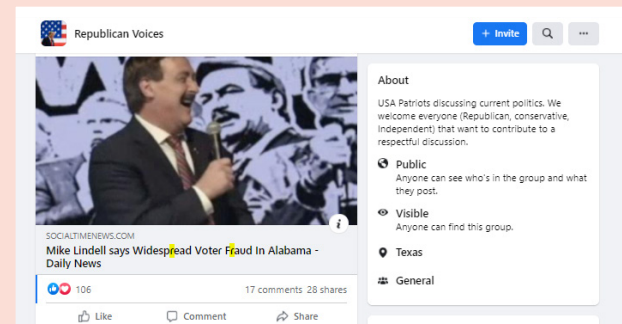 Republican Voices
+ Invite
SOCIALTIMENEWS.COM
Mike Lindell says Widespread Voter Fraud In Alabama -
Daily News
106
17 comments 28 shares
Like
Comment
Share
About
USA Patriots discussing current politics. We
welcome everyone (Republican, conservative,
Independent) that want to contribute to a
respectful discussion.
Public
Anyone can see who's in the group and what
they post.
Visible
Anyone can find this group.
Texas
General